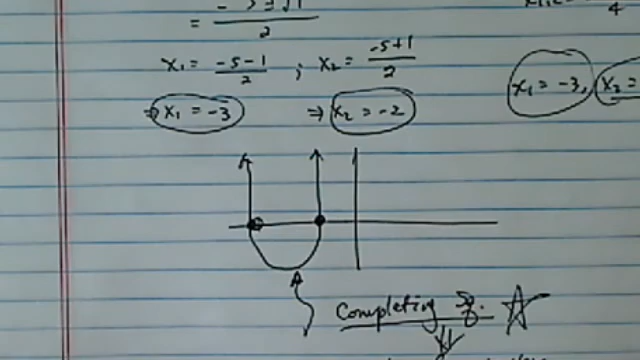 = (-5±√1)/2
x₁ = (-5-1)/2 ; x₂ = (-5+1)/2
⇒ x₁ = -3 ⇒ x₂ = -2
x₁ = -3, x₂ =
Completing Sq.